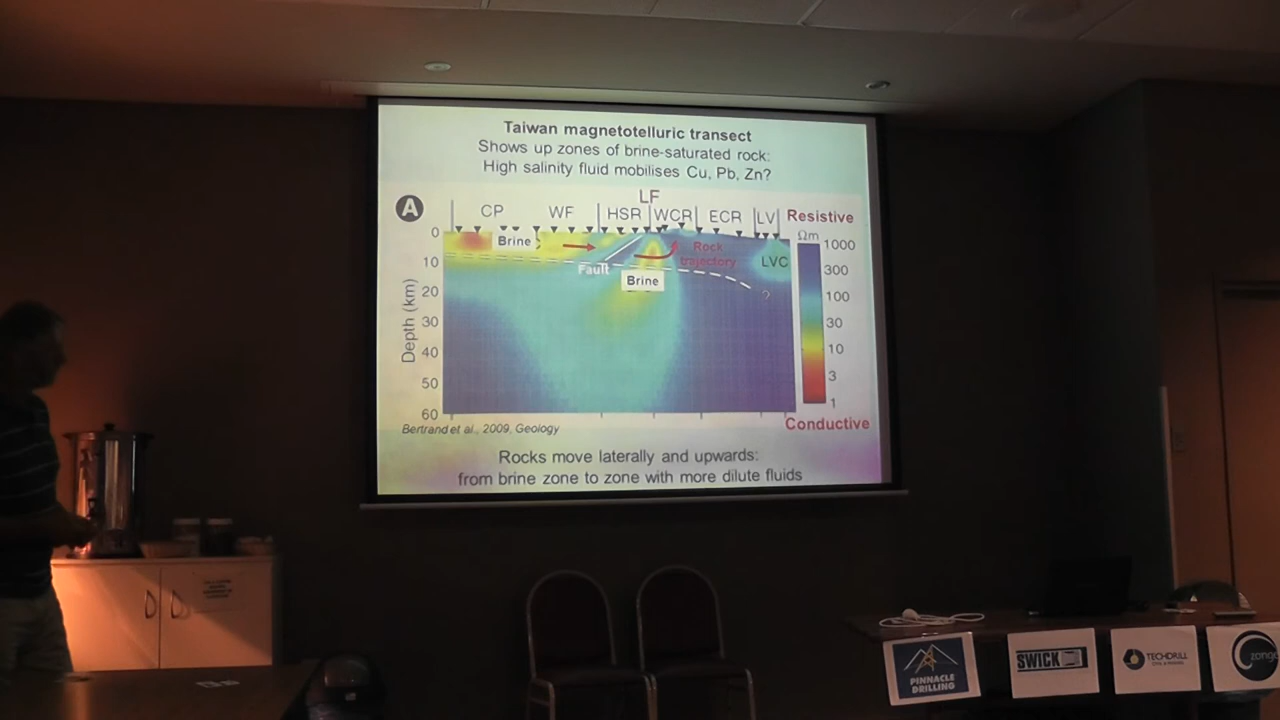 Taiwan magnetotelluric transect
Shows up zones of brine-saturated rock:
High salinity fluid mobilises Cu, Pb, Zn?
LF
A
CP WF HSR WCR ECR LV
Resistive
Ωm
0
10
20
30
40
50
60
Depth (km)
Brine
Fault
Brine
Rock
trajectory
LVC
?
1000
300
100
30
10
3
1
Conductive
Bertrand et al., 2009, Geology
Rocks move laterally and upwards:
from brine zone to zone with more dilute fluids
PINNACLE
DRILLING
SWICK
TECHDRILL
zonge